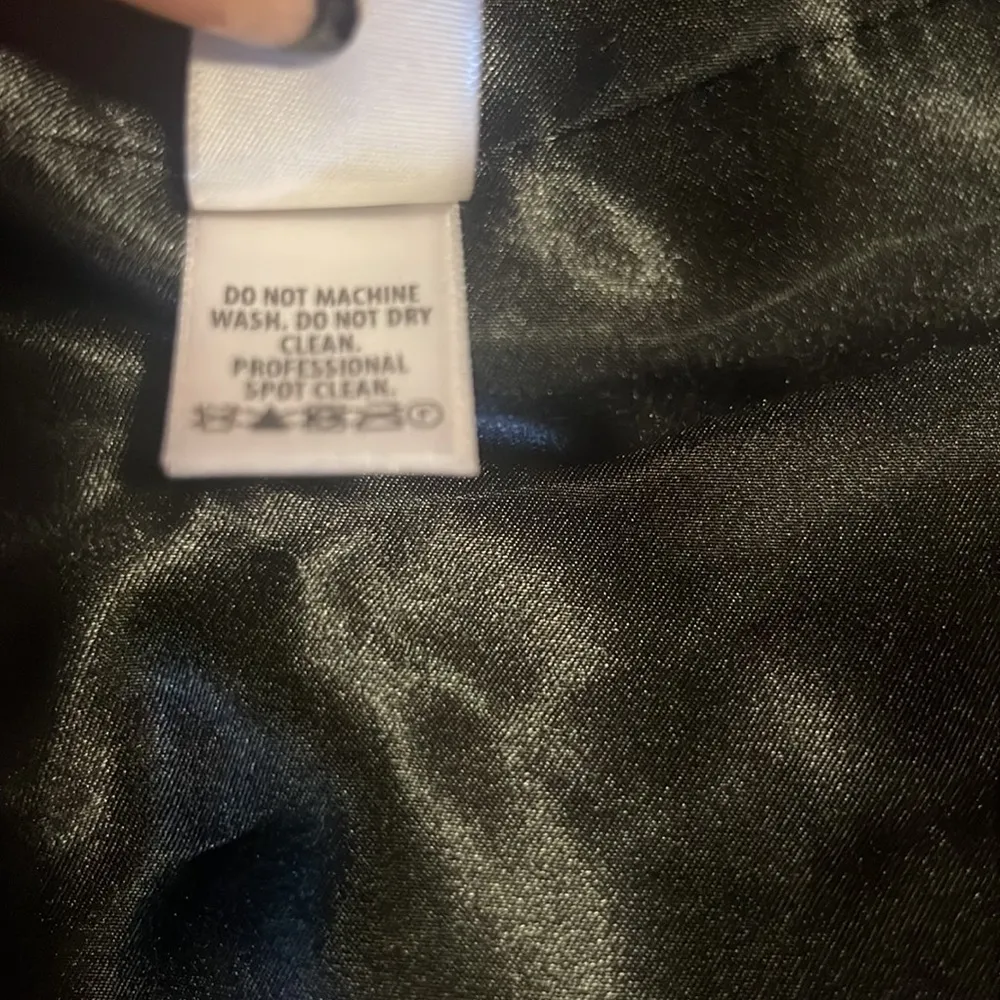 DO NOT MACHINE
WASH. DO NOT DRY
CLEAN.
PROFESSIONAL
SPOT CLEAN.